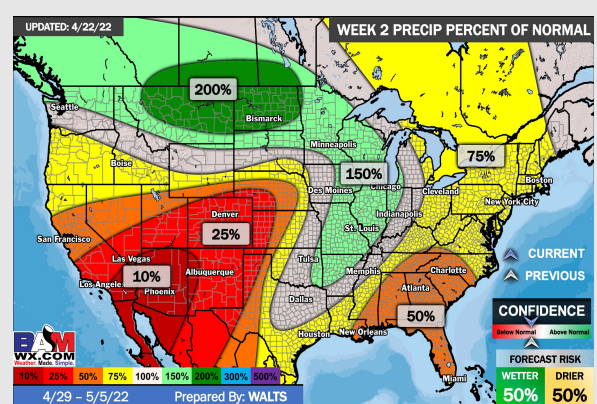 UPDATED: 4/22/22
WEEK 2 PRECIP PERCENT OF NORMAL
Seattle
200%
Bismarck
Minneapolis
Boise
150%
75%
Des Moines
Chicago
Cleveland
Boston
New York City
Denver
Indianapolis
San Francisco
25%
St. Louis
CURRENT
Las Vegas
Tulsa
10%
Albuquerque
Memphis
Charlotte
PREVIOUS
Los Angele
Phoenix
Atlanta
Dallas
CONFIDENCE
50%
Below Normal
Above Normal
Houston
New Orleans
BAM
WX.COM
Weather. Made. Simple.
FORECAST RISK
10% 25% 50% 75% 100% 150% 200% 300% 500%
Miami
WETTER
DRIER
4/29 – 5/5/22
Prepared By: WALTS
50%
50%